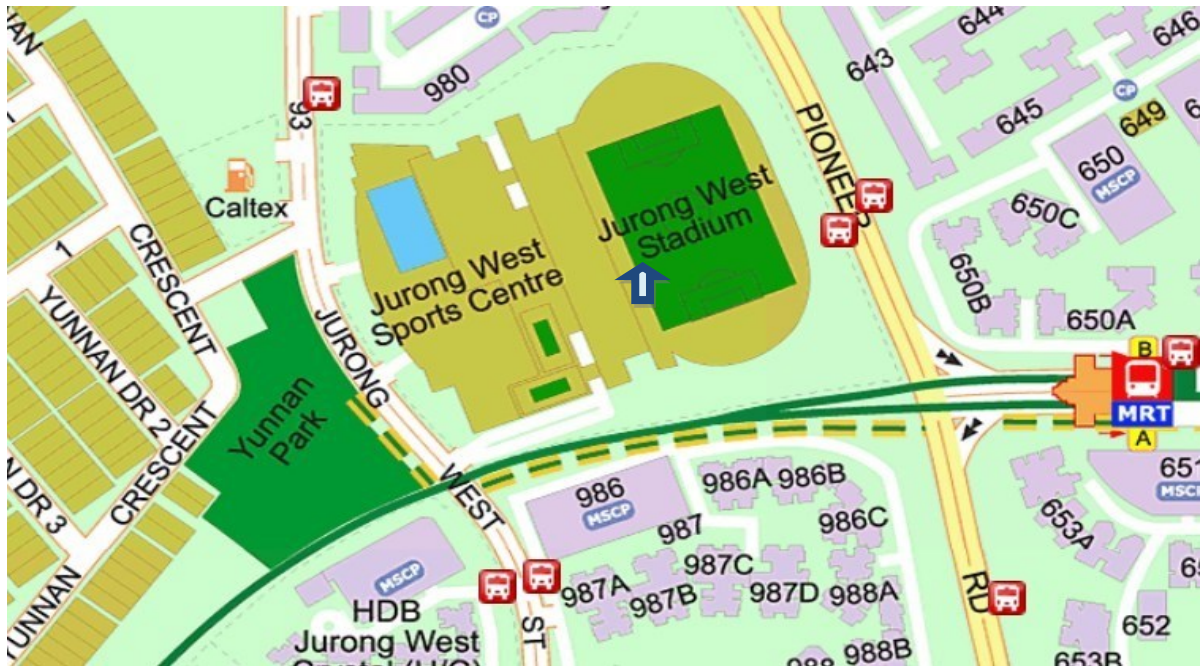 CP
644
646
980
643
93
CP
649
645
PIONEER
650
MSCP
Caltex
Jurong West
Stadium
650C
CRESCENT
1
Jurong West
Sports Centre
650B
YUNNAN DR 2
JURONG
650A
B
MRT
A
Yunnan
Park
CRESCENT
DR 3
WEST
986
MSCP
986A
986B
651
MSCP
986C
653A
987
987C
MSCP
987A
987B
987D
988A
RD
HDB
Jurong West
ST
652
YUNNAN
988B
653B